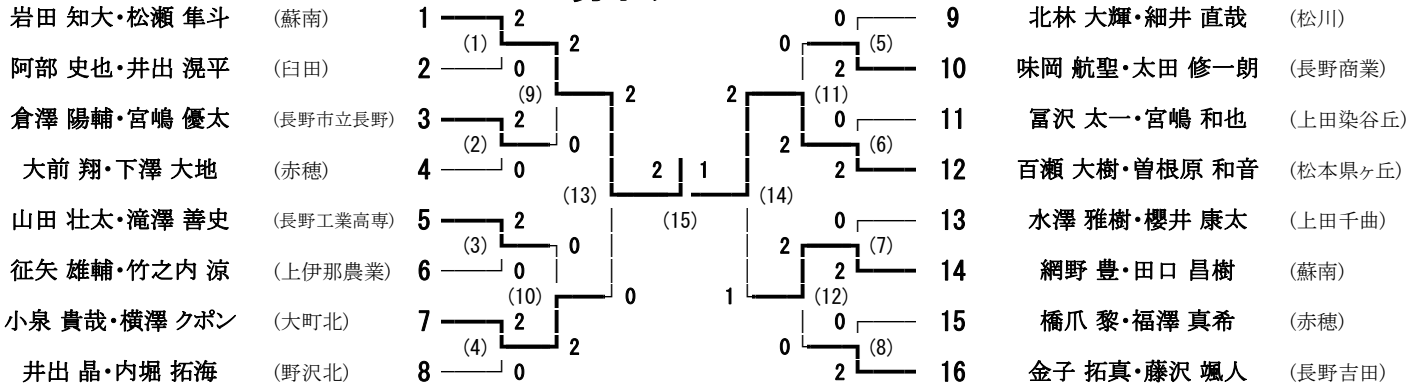 岩田 知大・松瀬 隼斗 (蘇南) 1 2 0 9 北林 大輝・細井 直哉 (松川)
(1) 2 0 (5)
阿部 史也・井出 滉平 (臼田) 2 0 2 10 味岡 航聖・太田 修一朗 (長野商業)
(9) 2 2 (11)
倉澤 陽輔・宮嶋 優太 (長野市立長野) 3 2 0 11 冨沢 太一・宮嶋 和也 (上田染谷丘)
(2) 0 2 (6)
大前 翔・下澤 大地 (赤穂) 4 0 2 1 2 12 百瀬 大樹・曽根原 和音 (松本県ヶ丘)
(13) (14)
山田 壮太・滝澤 善史 (長野工業高専) 5 2 (15) 0 13 水澤 雅樹・櫻井 康太 (上田千曲)
(3) 0 2 (7)
征矢 雄輔・竹之内 涼 (上伊那農業) 6 0 2 14 網野 豊・田口 昌樹 (蘇南)
(10) 0 1 (12)
小泉 貴哉・横澤 クポン (大町北) 7 2 0 15 橋爪 黎・福澤 真希 (赤穂)
(4) 2 0 (8)
井出 晶・内堀 拓海 (野沢北) 8 0 2 16 金子 拓真・藤沢 颯人 (長野吉田)